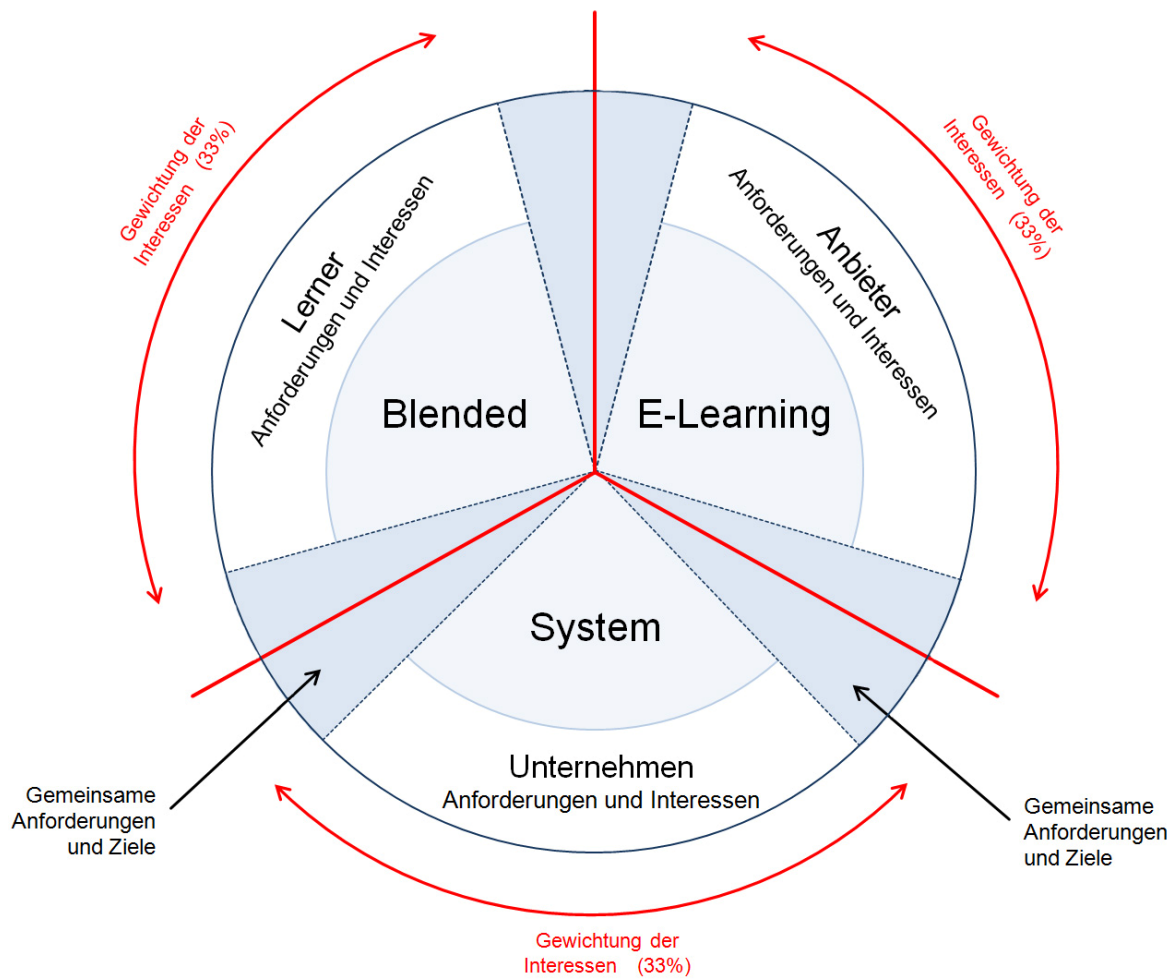 Gewichtung der
Interessen (33%)
Gewichtung der
Interessen (33%)
Lerner
Anforderungen und Interessen
Anbieter
Anforderungen und Interessen
Blended
E-Learning
System
Unternehmen
Anforderungen und Interessen
Gemeinsame
Anforderungen
und Ziele
Gemeinsame
Anforderungen
und Ziele
Gewichtung der
Interessen (33%)